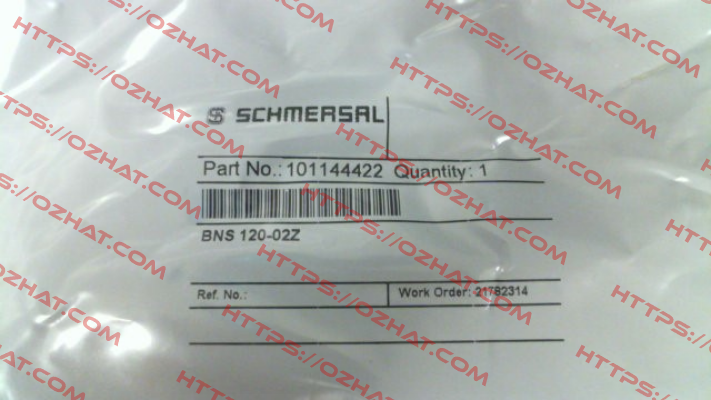 SCHMERSAL
Part No.: 101144422 Quantity: 1
BNS 120-02Z
Ref. No.: Work Order: 21782314
HTTPS://OZHAT.COM